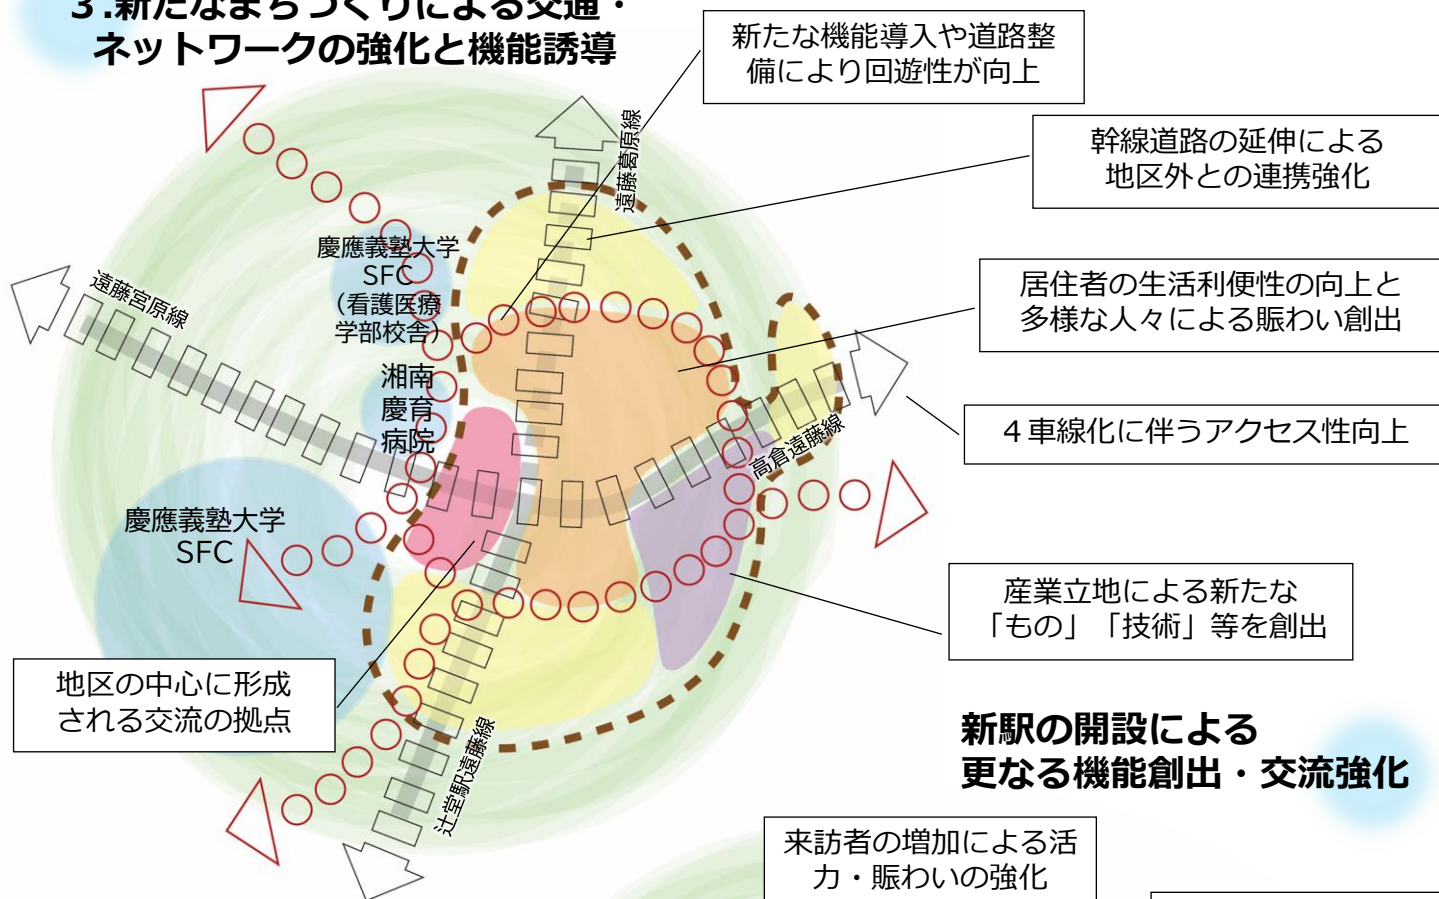 ３.新たなまちづくりによる交通・
ネットワークの強化と機能誘導
新たな機能導入や道路整
備により回遊性が向上
幹線道路の延伸による
地区外との連携強化
居住者の生活利便性の向上と
多様な人々による賑わい創出
４車線化に伴うアクセス性向上
遠藤葛原線
慶應義塾大学
SFC
（看護医療
学部校舎）
遠藤宮原線
湘南
慶育
病院
高倉遠藤線
慶應義塾大学
SFC
産業立地による新たな
「もの」「技術」等を創出
地区の中心に形成
される交流の拠点
辻堂駅遠藤線
新駅の開設による
更なる機能創出・交流強化
来訪者の増加による活
力・賑わいの強化